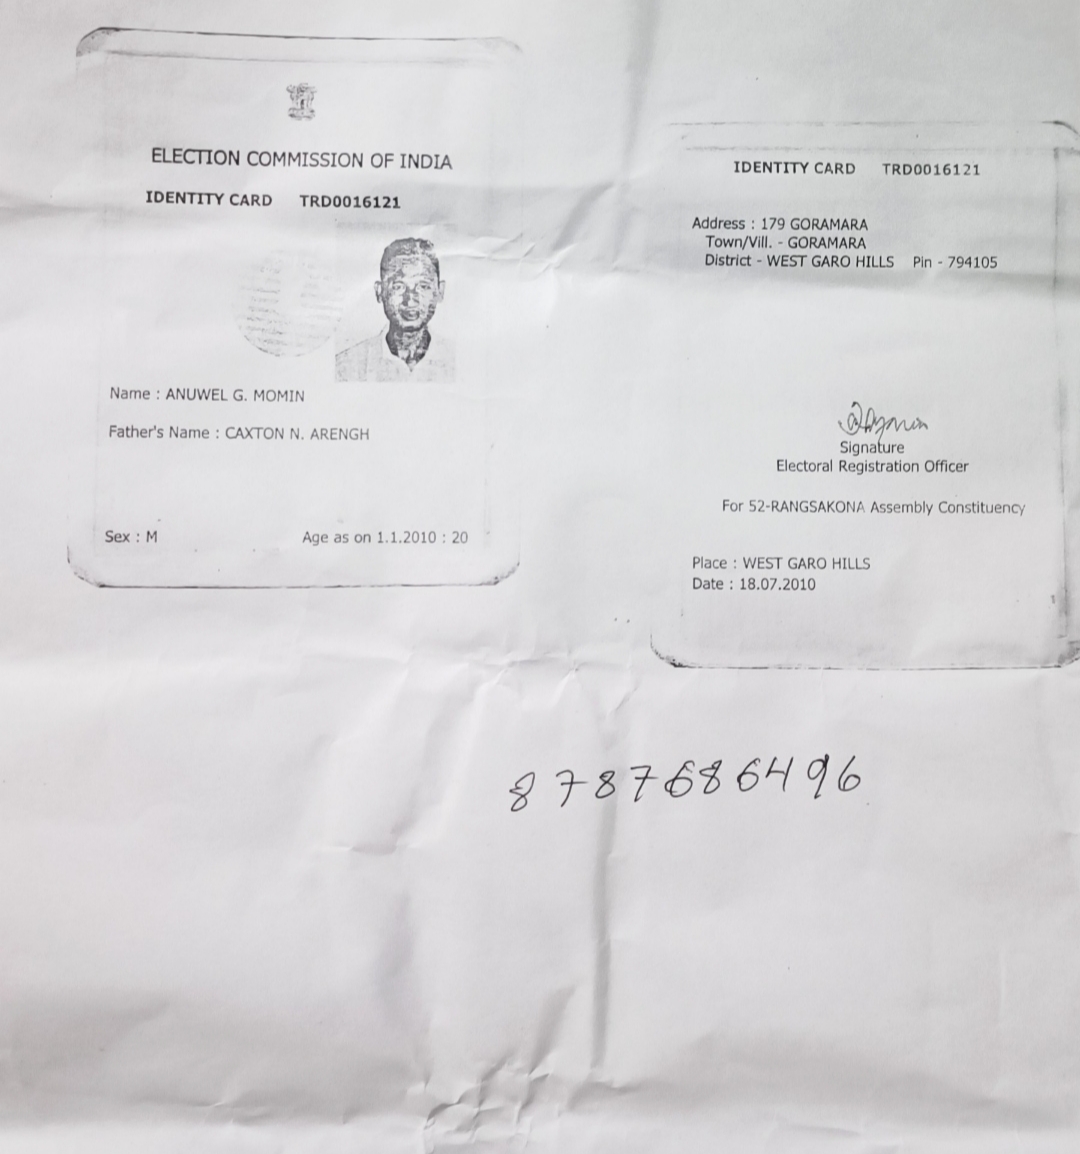 ELECTION COMMISSION OF INDIA
IDENTITY CARD TRD0016121
Name : ANUWEL G. MOMIN
Father's Name : CAXTON N. ARENGH
Sex : M Age as on 1.1.2010 : 20
IDENTITY CARD TRD0016121
Address : 179 GORAMARA
Town/Vill. - GORAMARA
District - WEST GARO HILLS Pin - 794105
Signature
Electoral Registration Officer
For 52-RANGSAKONA Assembly Constituency
Place : WEST GARO HILLS
Date : 18.07.2010
8787686496